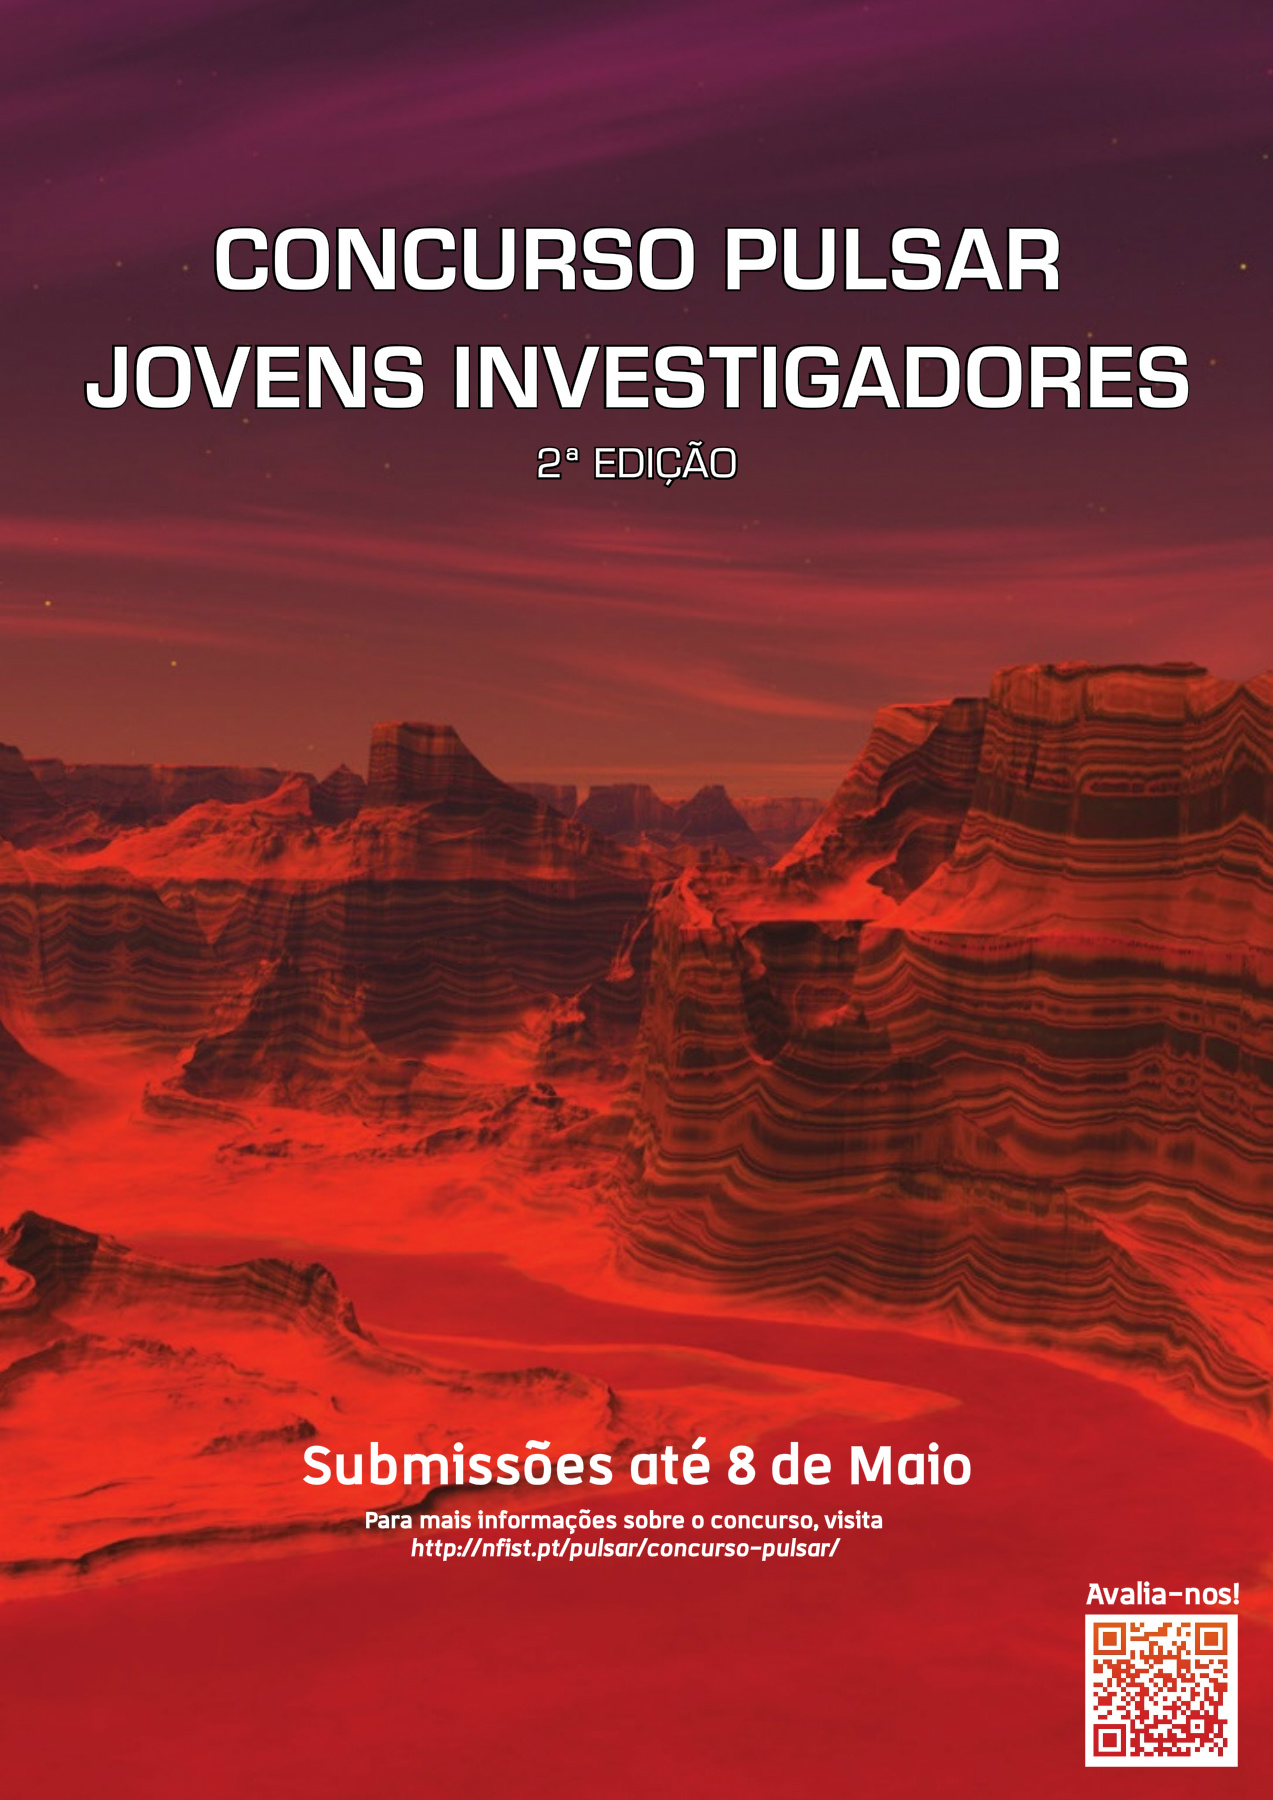 CONCURSO PULSAR
JOVENS INVESTIGADORES
2ª EDIÇÃO
Submissões até 8 de Maio
Para mais informações sobre o concurso, visita
http://nfist.pt/pulsar/concurso-pulsar/
Avalia-nos!